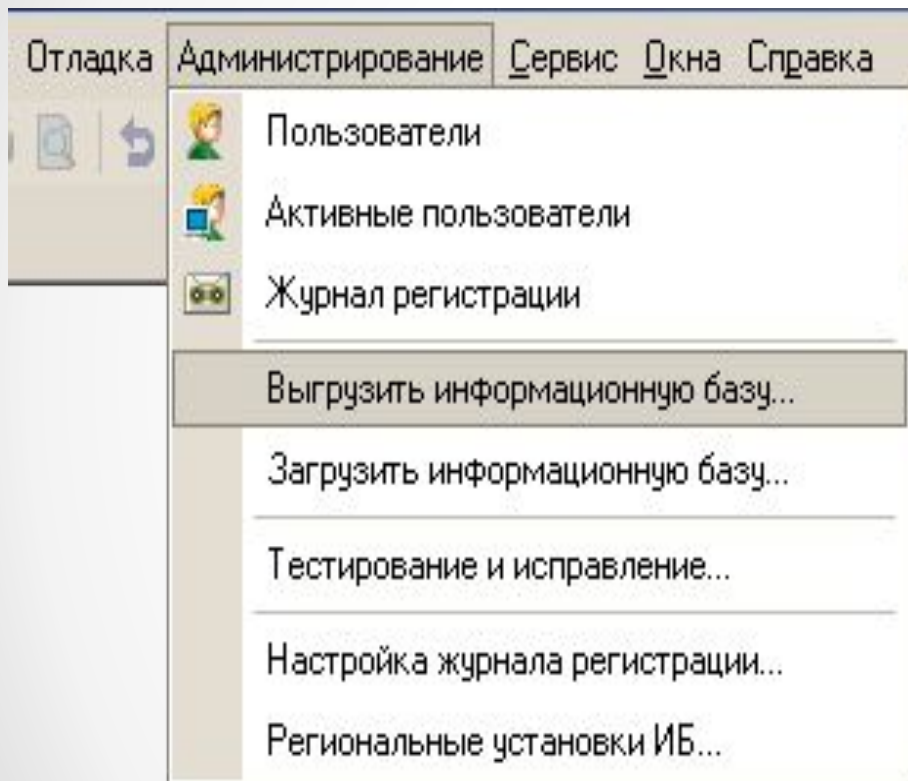 Отладка Администрирование Сервис Окна Справка
Пользователи
Активные пользователи
Журнал регистрации
Выгрузить информационную базу...
Загрузить информационную базу...
Тестирование и исправление...
Настройка журнала регистрации...
Региональные установки ИБ...